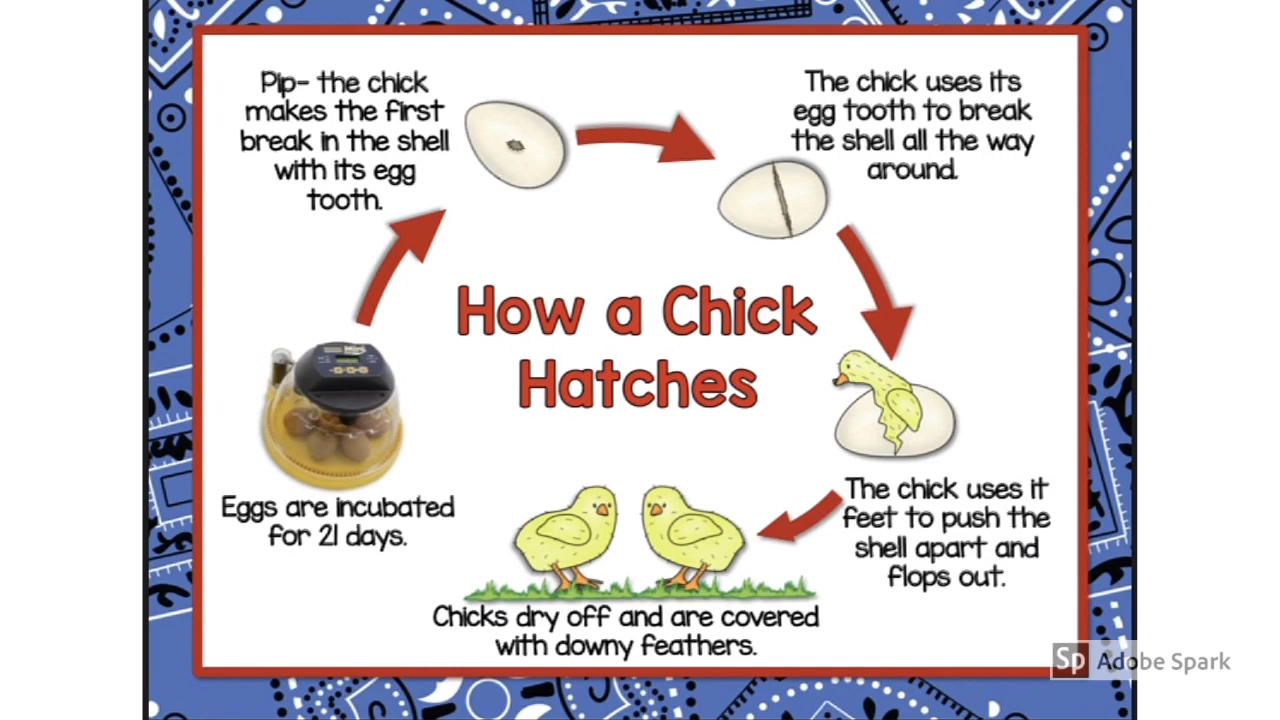 Pip- the chick
makes the first
break in the shell
with its egg
tooth.
The chick uses its
egg tooth to break
the shell all the way
around.
How a Chick
Hatches
The chick uses it
feet to push the
shell apart and
flops out.
Chicks dry off and are covered
with downy feathers.
Eggs are incubated
for 21 days.
Sp Adobe Spark